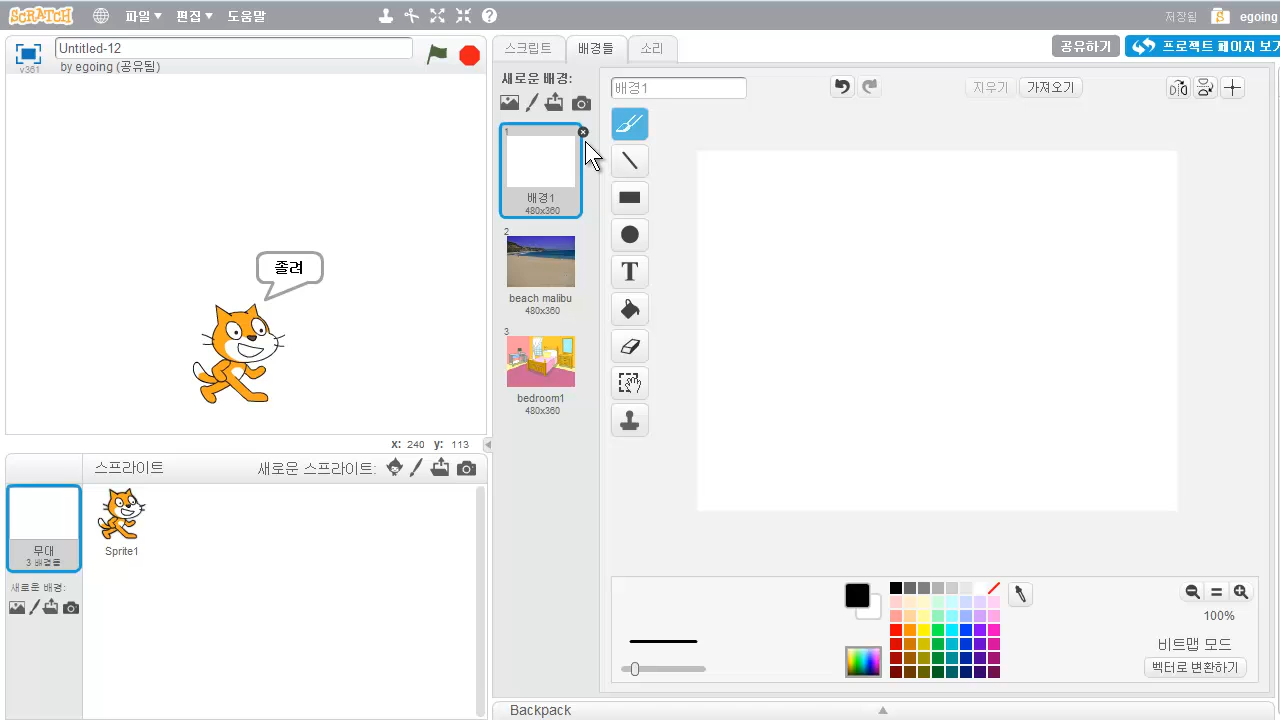 SCRATCH 파일 편집 도움말 저장됨 egoing
Untitled-12
v361 by egoing (공유됨)
스크립트 배경들 소리 공유하기 프로젝트 페이지 보기
새로운 배경:
배경1 지우기 가져오기
1
배경1
480x360
2
beach malibu
480x360
3
bedroom1
480x360
졸려
x: 240 y: 113
스프라이트 새로운 스프라이트:
무대
3 배경들
Sprite1
새로운 배경:
T
100%
비트맵 모드
벡터로 변환하기
Backpack